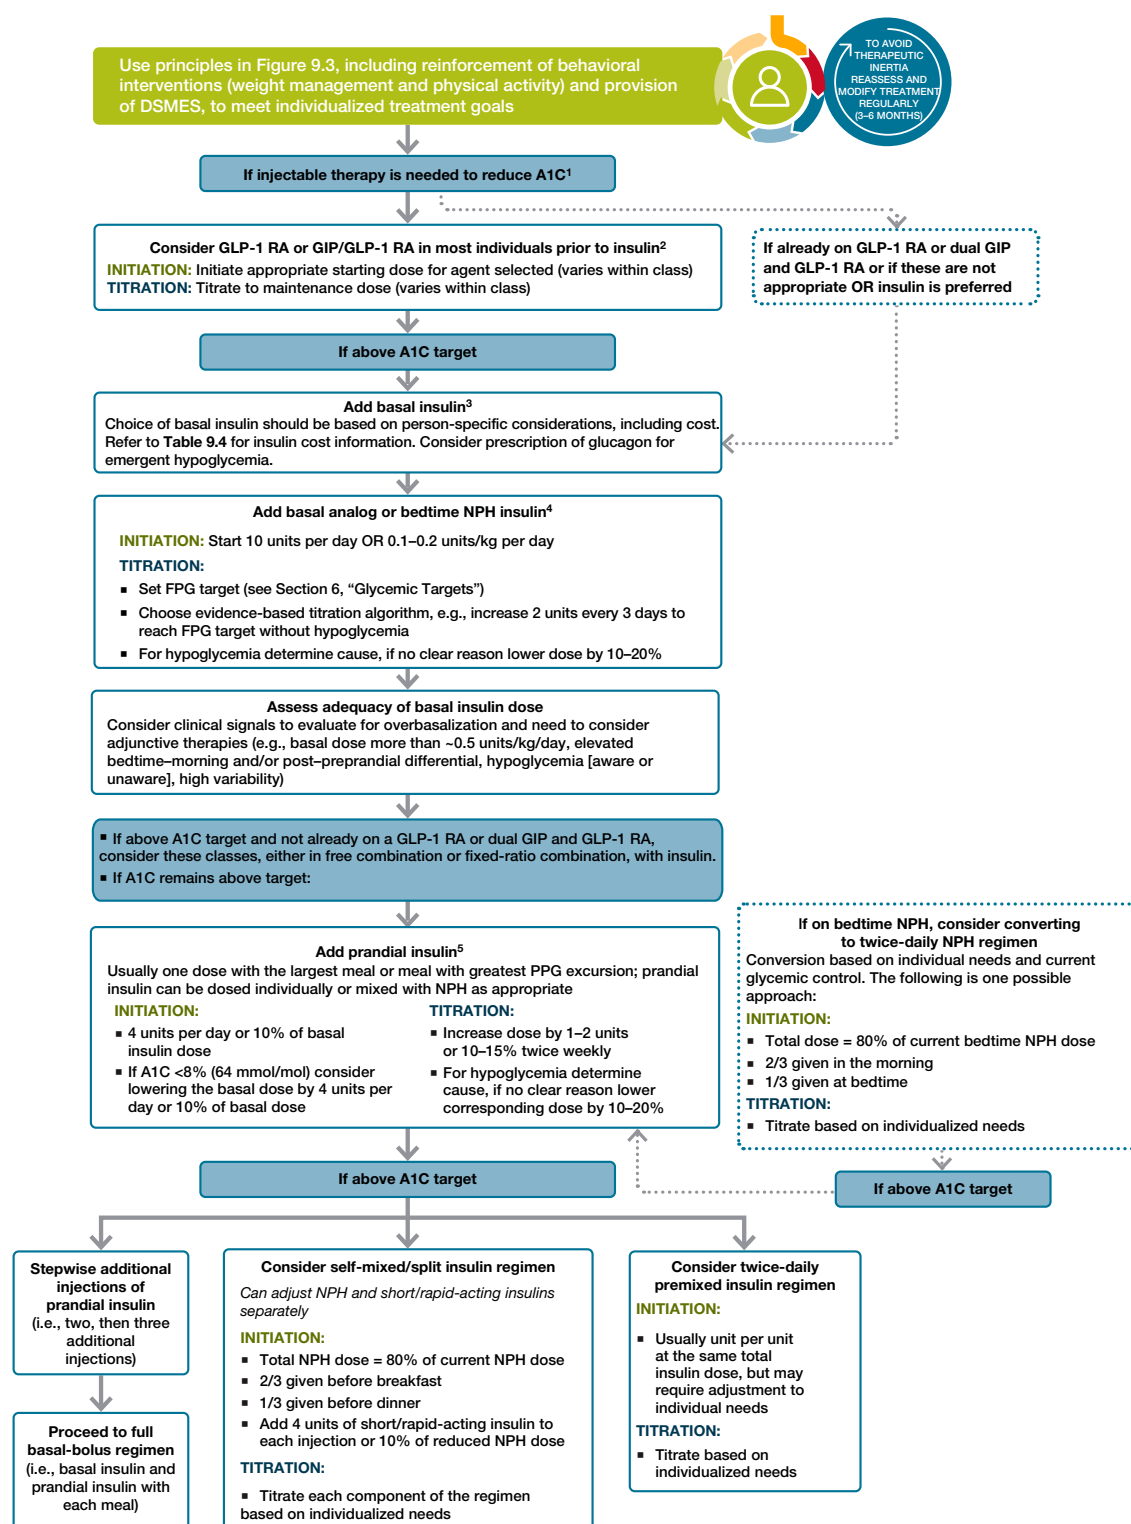 Use principles in Figure 9.3, including reinforcement of behavioral
interventions (weight management and physical activity) and provision
of DSMES, to meet individualized treatment goals
TO AVOID
THERAPEUTIC
INERTIA
REASSESS AND
MODIFY TREATMENT
REGULARLY
(3–6 MONTHS)
If injectable therapy is needed to reduce A1C¹
Consider GLP-1 RA or GIP/GLP-1 RA in most individuals prior to insulin²
INITIATION: Initiate appropriate starting dose for agent selected (varies within class)
TITRATION: Titrate to maintenance dose (varies within class)
If already on GLP-1 RA or dual GIP
and GLP-1 RA or if these are not
appropriate OR insulin is preferred
If above A1C target
Add basal insulin³
Choice of basal insulin should be based on person-specific considerations, including cost.
Refer to Table 9.4 for insulin cost information. Consider prescription of glucagon for
emergent hypoglycemia.
Add basal analog or bedtime NPH insulin⁴
INITIATION: Start 10 units per day OR 0.1–0.2 units/kg per day
TITRATION:
▪ Set FPG target (see Section 6, “Glycemic Targets”)
▪ Choose evidence-based titration algorithm, e.g., increase 2 units every 3 days to
reach FPG target without hypoglycemia
▪ For hypoglycemia determine cause, if no clear reason lower dose by 10–20%
Assess adequacy of basal insulin dose
Consider clinical signals to evaluate for overbasalization and need to consider
adjunctive therapies (e.g., basal dose more than ~0.5 units/kg/day, elevated
bedtime–morning and/or post–preprandial differential, hypoglycemia [aware or
unaware], high variability)
▪ If above A1C target and not already on a GLP-1 RA or dual GIP and GLP-1 RA,
consider these classes, either in free combination or fixed-ratio combination, with insulin.
▪ If A1C remains above target:
Add prandial insulin⁵
Usually one dose with the largest meal or meal with greatest PPG excursion; prandial
insulin can be dosed individually or mixed with NPH as appropriate
INITIATION:
▪ 4 units per day or 10% of basal
insulin dose
▪ If A1C <8% (64 mmol/mol) consider
lowering the basal dose by 4 units per
day or 10% of basal dose
TITRATION:
▪ Increase dose by 1–2 units
or 10–15% twice weekly
▪ For hypoglycemia determine
cause, if no clear reason lower
corresponding dose by 10–20%
If on bedtime NPH, consider converting
to twice-daily NPH regimen
Conversion based on individual needs and current
glycemic control. The following is one possible
approach:
INITIATION:
▪ Total dose = 80% of current bedtime NPH dose
▪ 2/3 given in the morning
▪ 1/3 given at bedtime
TITRATION:
▪ Titrate based on individualized needs
If above A1C target
If above A1C target
Stepwise additional
injections of
prandial insulin
(i.e., two, then three
additional
injections)
Proceed to full
basal-bolus regimen
(i.e., basal insulin and
prandial insulin with
each meal)
Consider self-mixed/split insulin regimen
Can adjust NPH and short/rapid-acting insulins
separately
INITIATION:
▪ Total NPH dose = 80% of current NPH dose
▪ 2/3 given before breakfast
▪ 1/3 given before dinner
▪ Add 4 units of short/rapid-acting insulin to
each injection or 10% of reduced NPH dose
TITRATION:
▪ Titrate each component of the regimen
based on individualized needs
Consider twice-daily
premixed insulin regimen
INITIATION:
▪ Usually unit per unit
at the same total
insulin dose, but may
require adjustment to
individual needs
TITRATION:
▪ Titrate based on
individualized needs